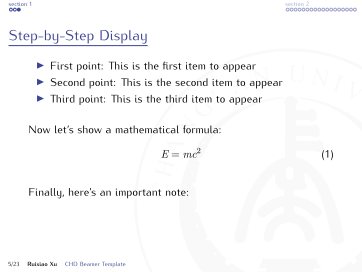 section 1
section 2
Step-by-Step Display
First point: This is the first item to appear
Second point: This is the second item to appear
Third point: This is the third item to appear
Now let's show a mathematical formula:
E = mc² (1)
Finally, here's an important note:
5/23 Ruixiao Xu CHD Beamer Template